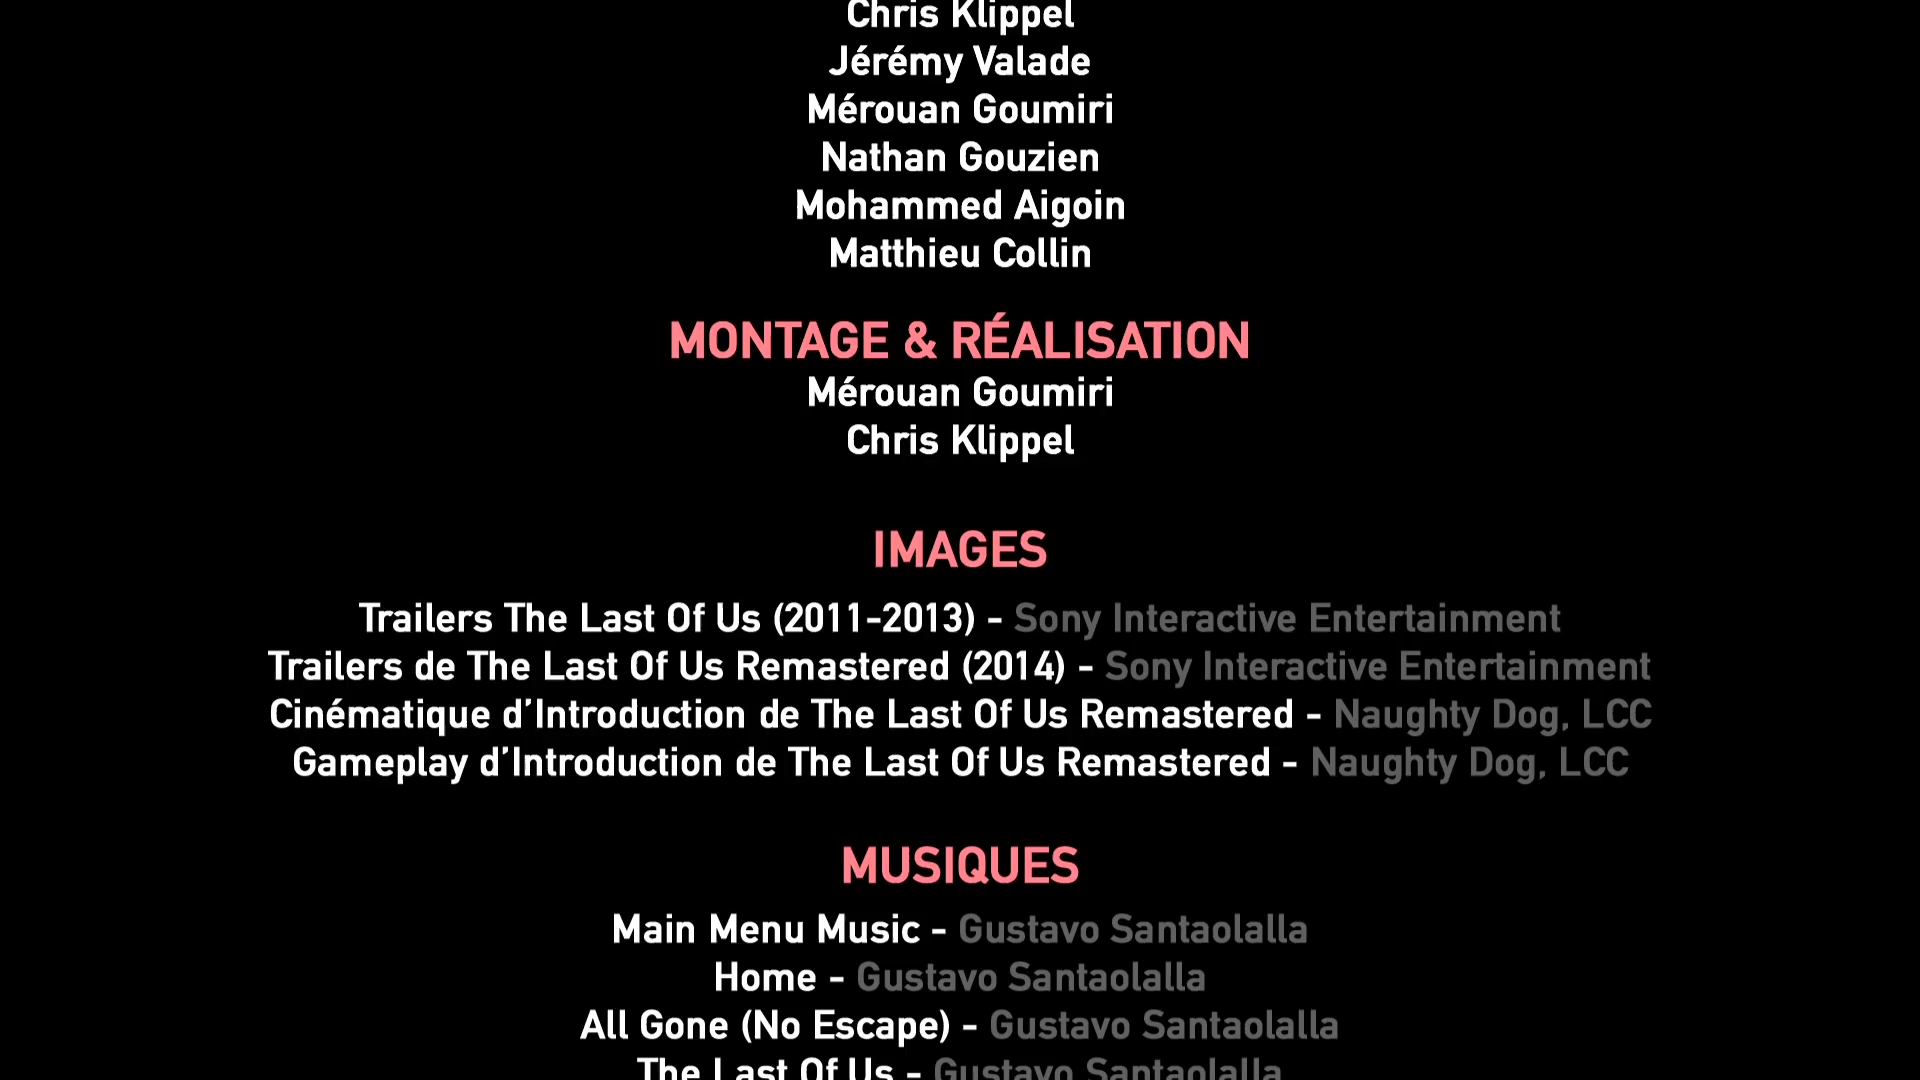 Chris Klippel
Jérémy Valade
Mérouan Goumiri
Nathan Gouzien
Mohammed Aigoin
Matthieu Collin
MONTAGE & RÉALISATION
Mérouan Goumiri
Chris Klippel
IMAGES
Trailers The Last Of Us (2011-2013) - Sony Interactive Entertainment
Trailers de The Last Of Us Remastered (2014) - Sony Interactive Entertainment
Cinématique d’Introduction de The Last Of Us Remastered - Naughty Dog, LCC
Gameplay d’Introduction de The Last Of Us Remastered - Naughty Dog, LCC
MUSIQUES
Main Menu Music - Gustavo Santaolalla
Home - Gustavo Santaolalla
All Gone (No Escape) - Gustavo Santaolalla
The Last Of Us - Gustavo Santaolalla